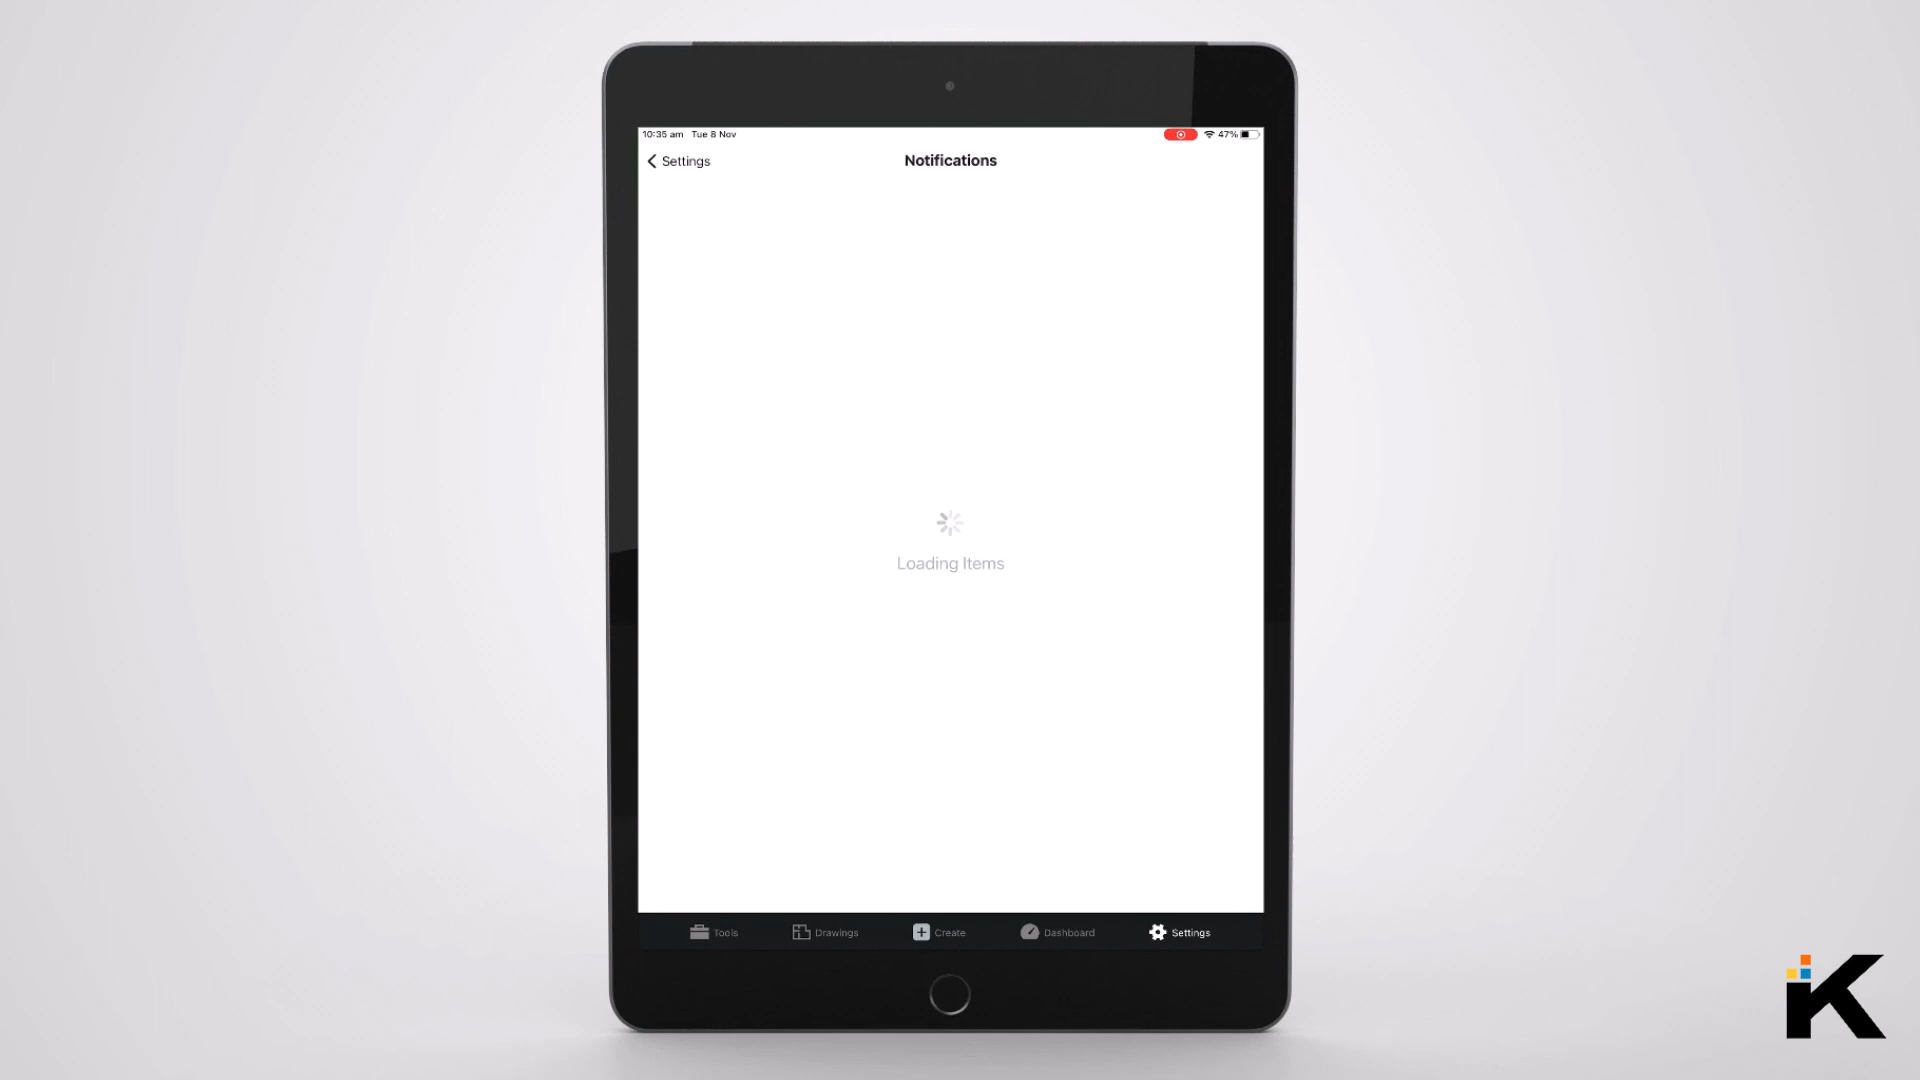 10:35 am Tue 8 Nov
47%
Settings
Notifications
Loading Items
Tools
Drawings
Create
Dashboard
Settings
K